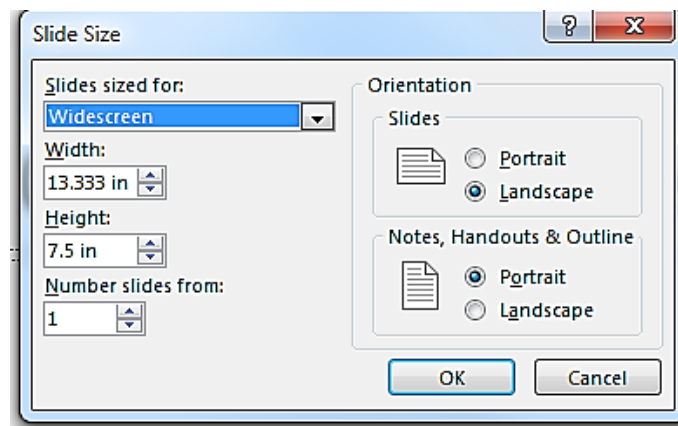 Slide Size
?
X
Slides sized for:
Widescreen
Width:
13.333 in
Height:
7.5 in
Number slides from:
1
Orientation
Slides
Portrait
Landscape
Notes, Handouts & Outline
Portrait
Landscape
OK
Cancel